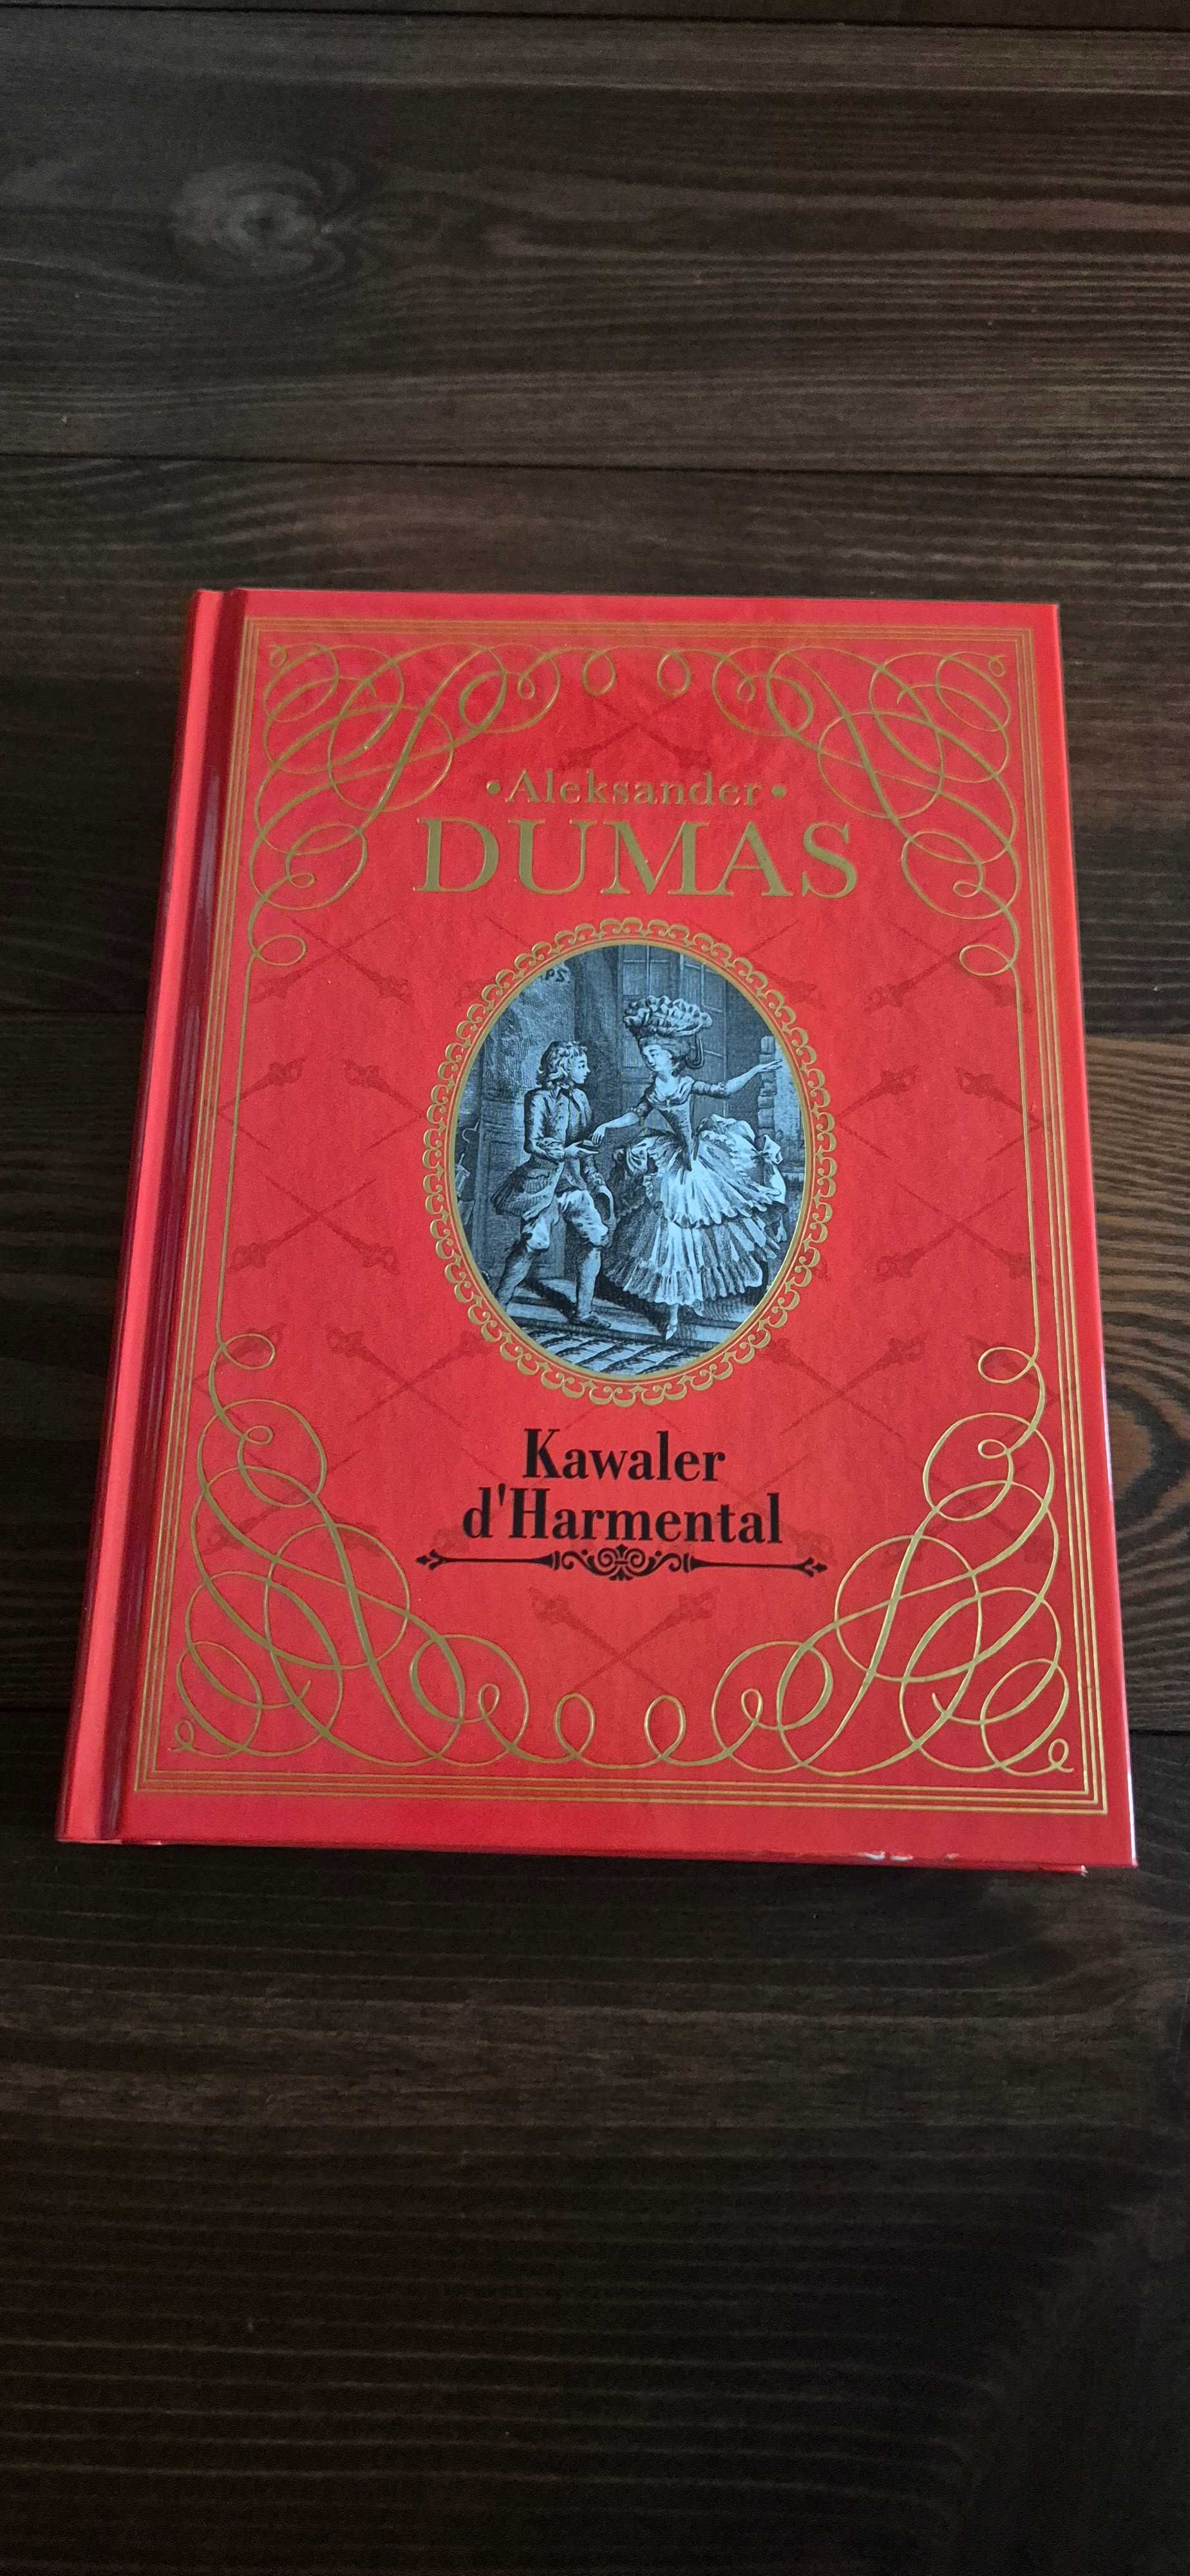 •Aleksander•
DUMAS
Kawaler
d'Harmental